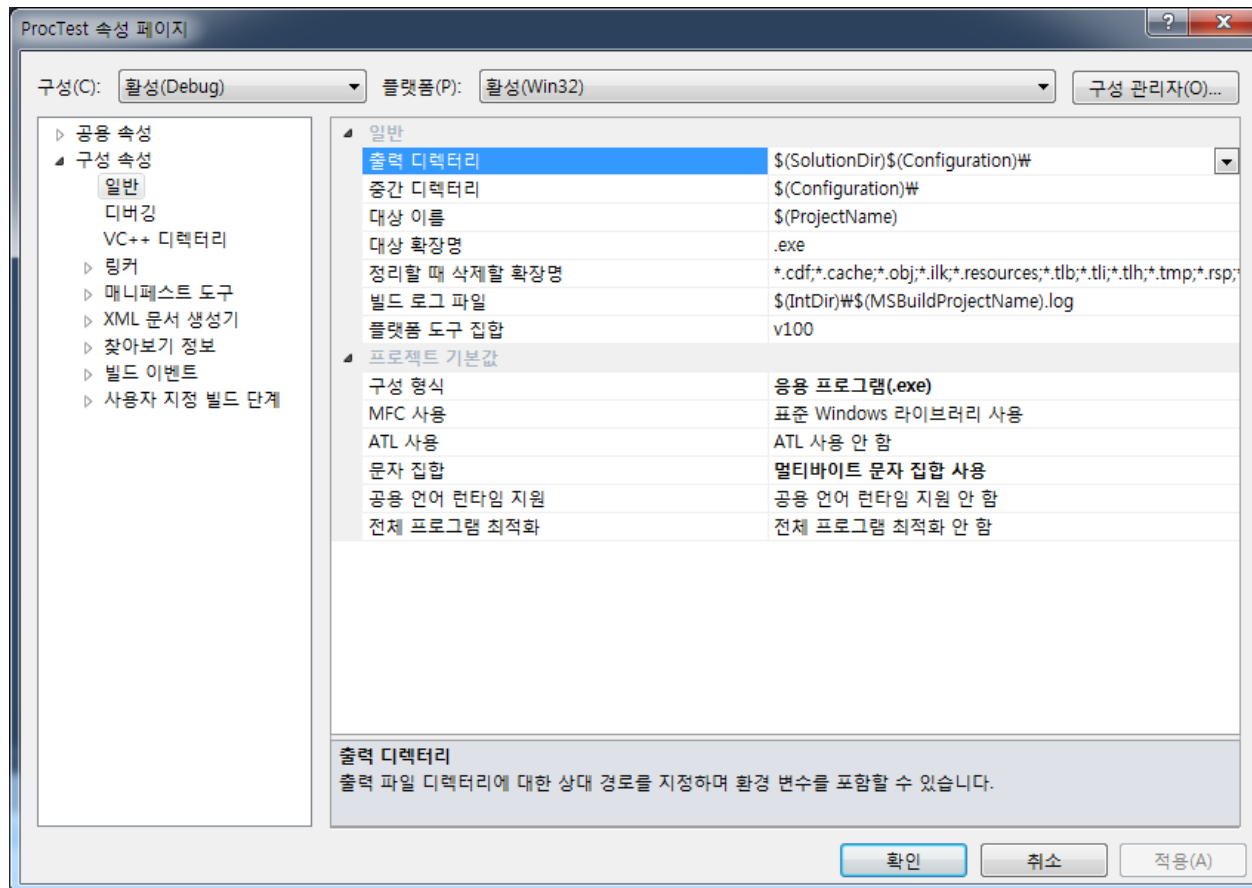 ProcTest 속성 페이지
구성(C): 활성(Debug) 플랫폼(P): 활성(Win32) 구성 관리자(O)...
공용 속성
구성 속성
일반
디버깅
VC++ 디렉터리
링커
매니페스트 도구
XML 문서 생성기
찾아보기 정보
빌드 이벤트
사용자 지정 빌드 단계
일반
출력 디렉터리 $(SolutionDir)$(Configuration)₩
중간 디렉터리 $(Configuration)₩
대상 이름 $(ProjectName)
대상 확장명 .exe
정리할 때 삭제할 확장명 *.cdf;*.cache;*.obj;*.ilk;*.resources;*.tlb;*.tli;*.tlh;*.tmp;*.rsp;
빌드 로그 파일 $(IntDir)₩$(MSBuildProjectName).log
플랫폼 도구 집합 v100
프로젝트 기본값
구성 형식 응용 프로그램(.exe)
MFC 사용 표준 Windows 라이브러리 사용
ATL 사용 ATL 사용 안 함
문자 집합 멀티바이트 문자 집합 사용
공용 언어 런타임 지원 공용 언어 런타임 지원 안 함
전체 프로그램 최적화 전체 프로그램 최적화 안 함
출력 디렉터리
출력 파일 디렉터리에 대한 상대 경로를 지정하며 환경 변수를 포함할 수 있습니다.
확인 취소 적용(A)